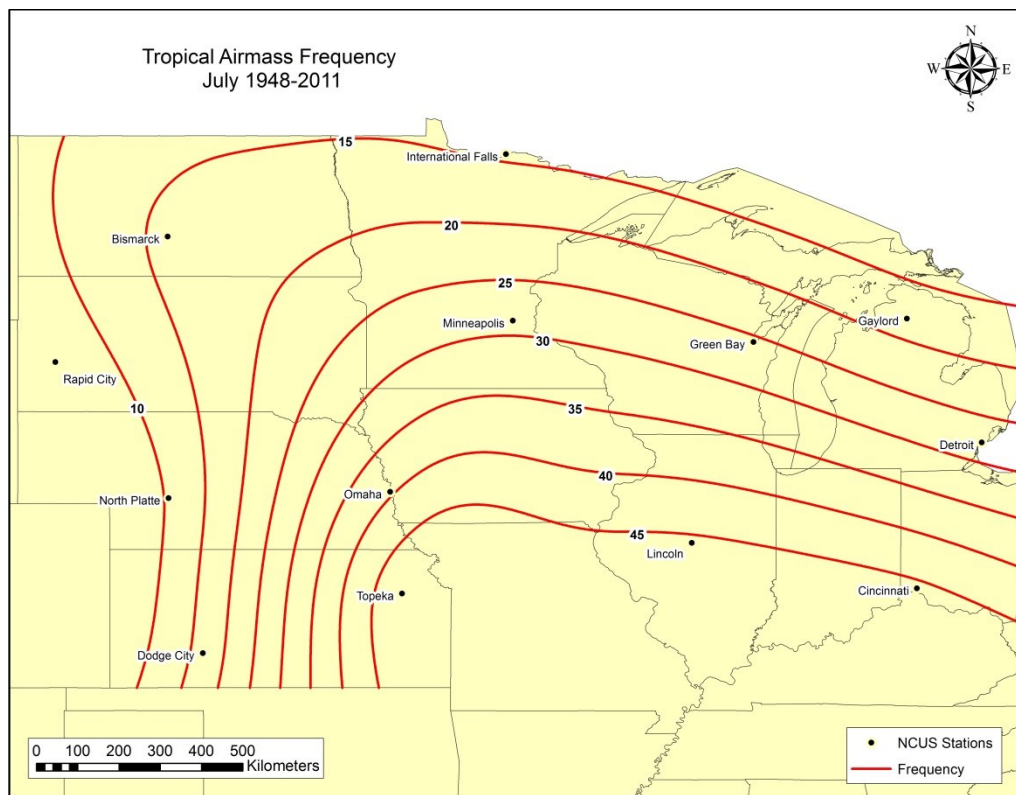 Tropical Airmass Frequency
July 1948-2011
N
W E
S
15
International Falls
20
Bismarck
25
Minneapolis
Gaylord
30
Green Bay
Rapid City
10
35
Detroit
40
Omaha
North Platte
45
Lincoln
Topeka
Cincinnati
Dodge City
0 100 200 300 400 500
Kilometers
NCUS Stations
Frequency